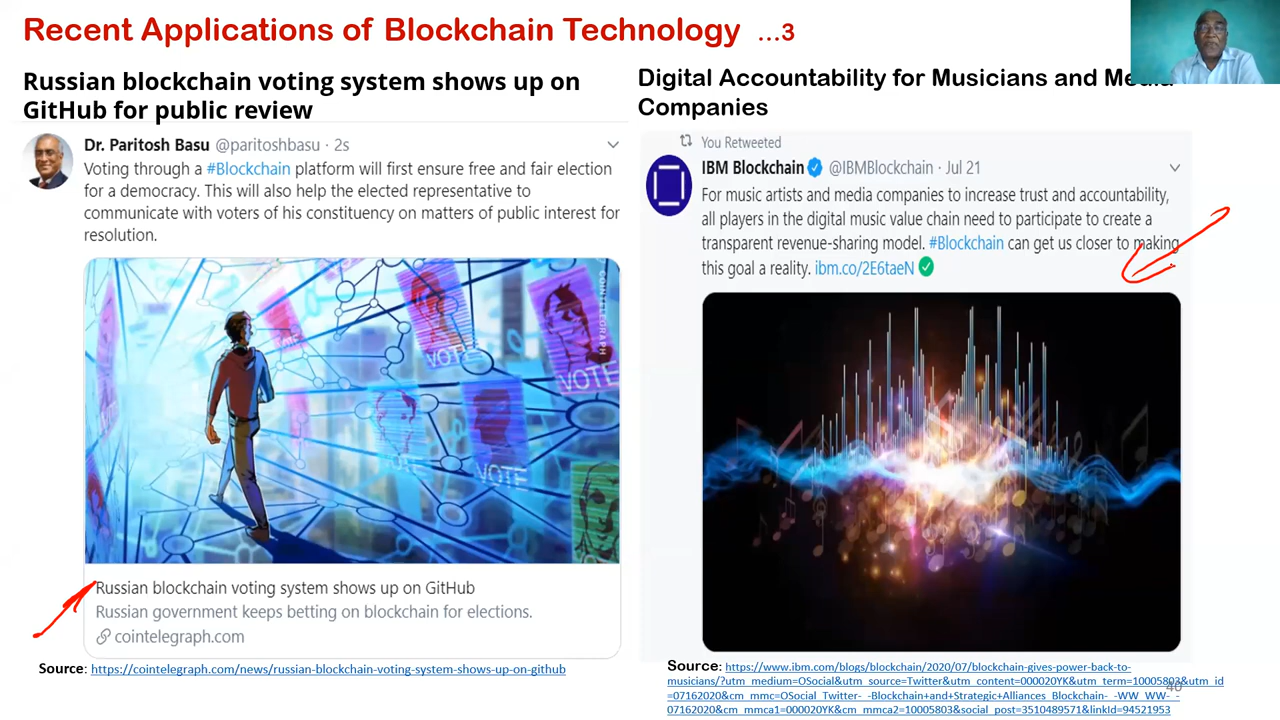 Recent Applications of Blockchain Technology ...3
Russian blockchain voting system shows up on
GitHub for public review
Dr. Paritosh Basu @paritoshbasu · 2s
Voting through a #Blockchain platform will first ensure free and fair election
for a democracy. This will also help the elected representative to
communicate with voters of his constituency on matters of public interest for
resolution.
COINTELEGRAPH
VOTE
VOTE
VOTE
VOTE
VOTE
Russian blockchain voting system shows up on GitHub
Russian government keeps betting on blockchain for elections.
cointelegraph.com
Source: https://cointelegraph.com/news/russian-blockchain-voting-system-shows-up-on-github
Digital Accountability for Musicians and Media
Companies
You Retweeted
IBM Blockchain @IBMBlockchain · Jul 21
For music artists and media companies to increase trust and accountability,
all players in the digital music value chain need to participate to create a
transparent revenue-sharing model. #Blockchain can get us closer to making
this goal a reality. ibm.co/2E6taeN
Source: https://www.ibm.com/blogs/blockchain/2020/07/blockchain-gives-power-back-to-
musicians/?utm_medium=OSocial&utm_source=Twitter&utm_content=000020YK&utm_term=10005803&utm_id
=07162020&cm_mmc=OSocial_Twitter-_-Blockchain+and+Strategic+Alliances_Blockchain-_-WW_WW-_-
07162020&cm_mmca1=000020YK&cm_mmca2=10005803&social_post=3510489571&linkId=94521953
40